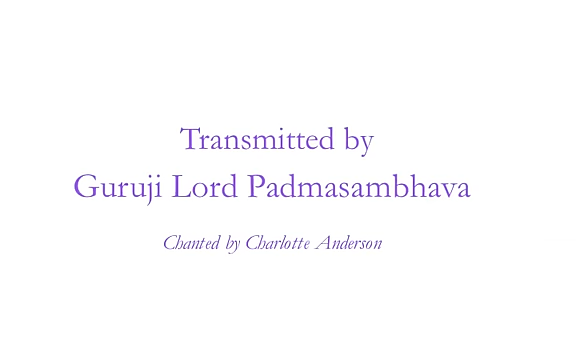 Transmitted by
Guruji Lord Padmasambhava
Chanted by Charlotte Anderson